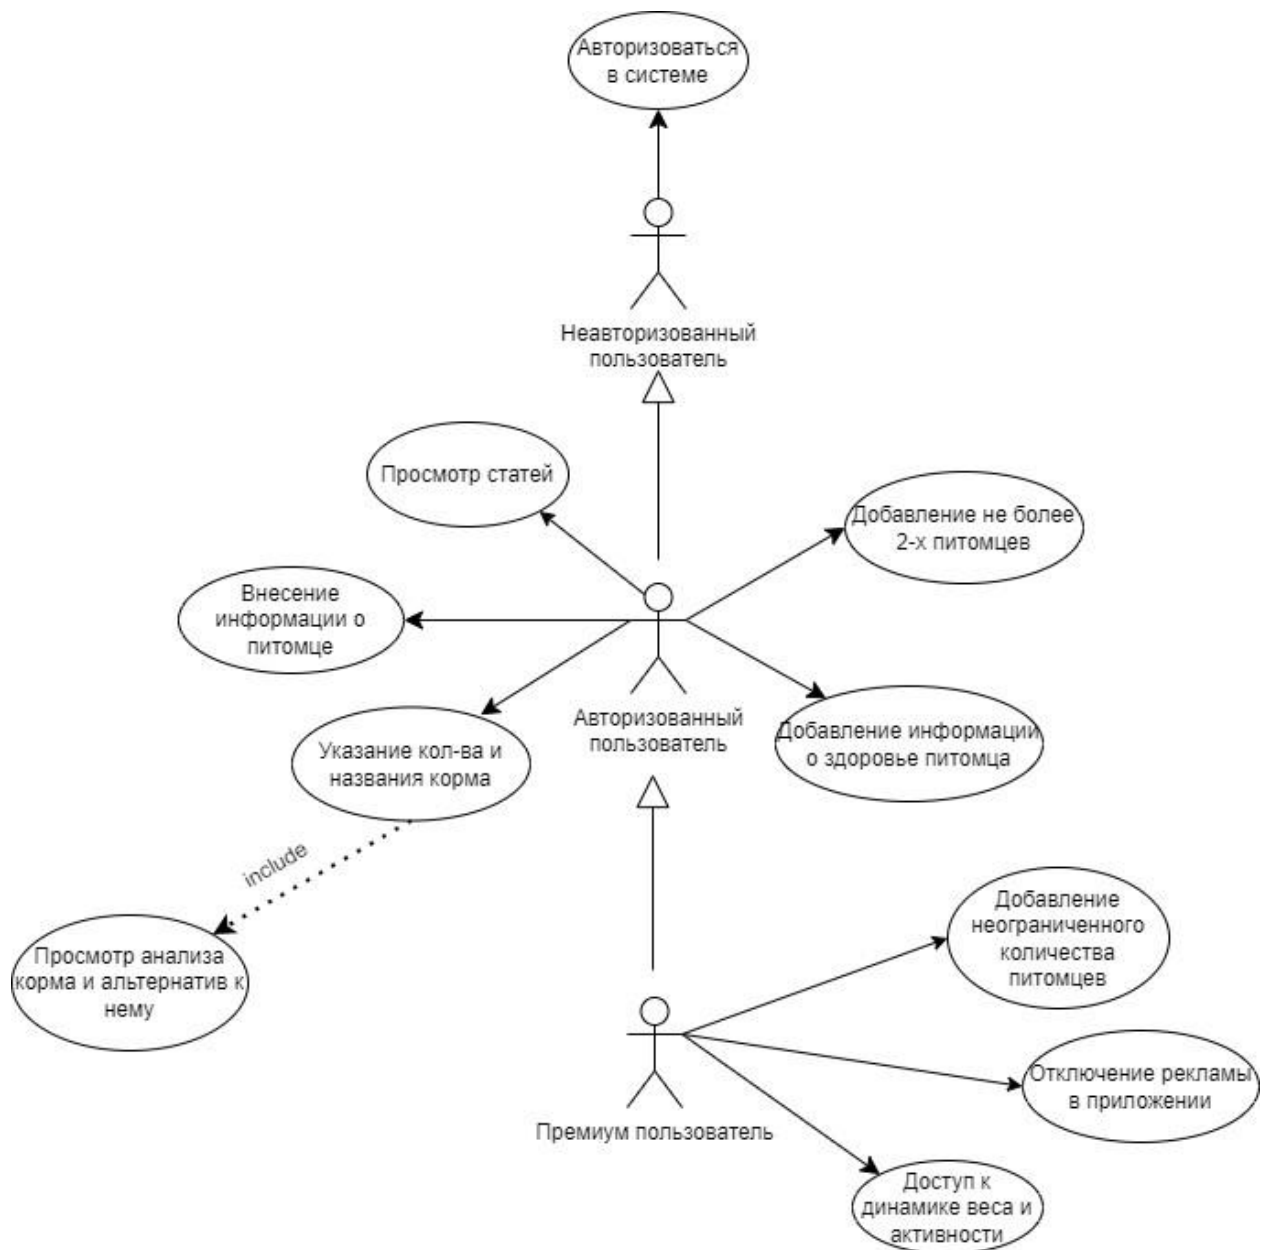 Авторизоваться
в системе
Неавторизованный
пользователь
Просмотр статей
Добавление не более
2-х питомцев
Внесение
информации о
питомце
Авторизованный
пользователь
Указание кол-ва и
названия корма
Добавление информации
о здоровье питомца
include
Просмотр анализа
корма и альтернатив к
нему
Добавление
неограниченного
количества
питомцев
Отключение рекламы
в приложении
Премиум пользователь
Доступ к
динамике веса и
активности